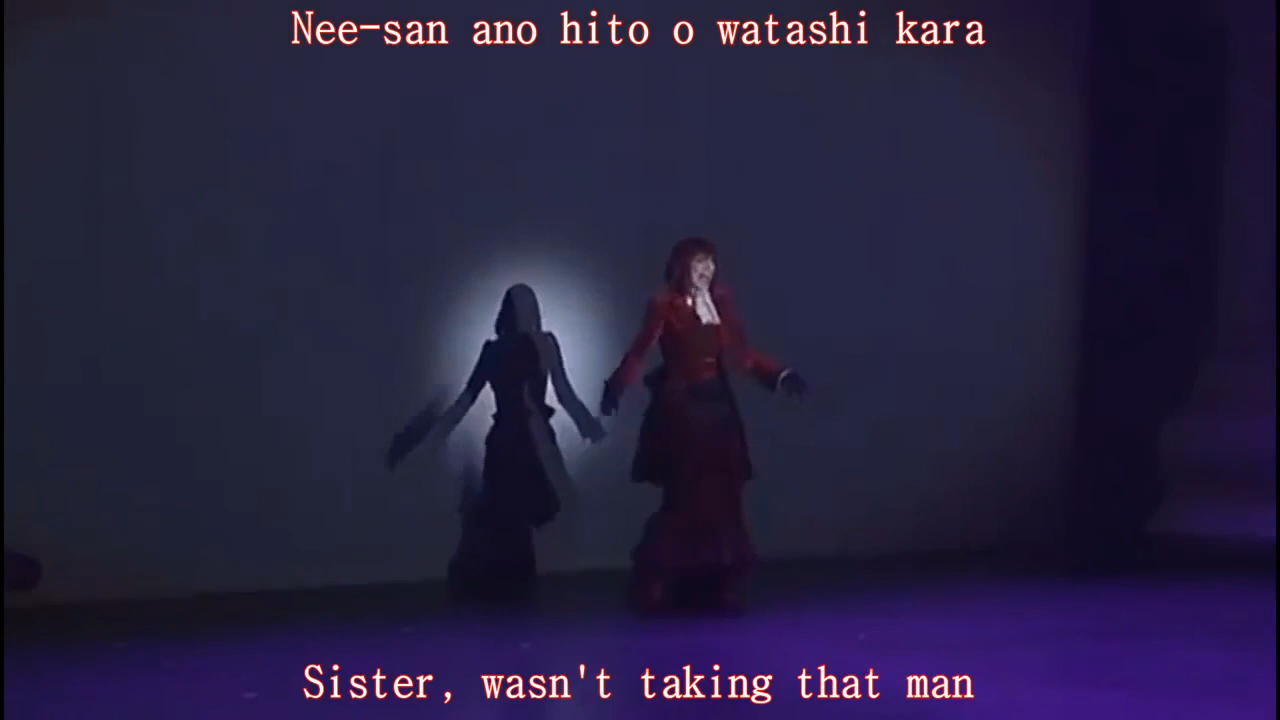 Nee-san ano hito o watashi kara
Sister, wasn't taking that man